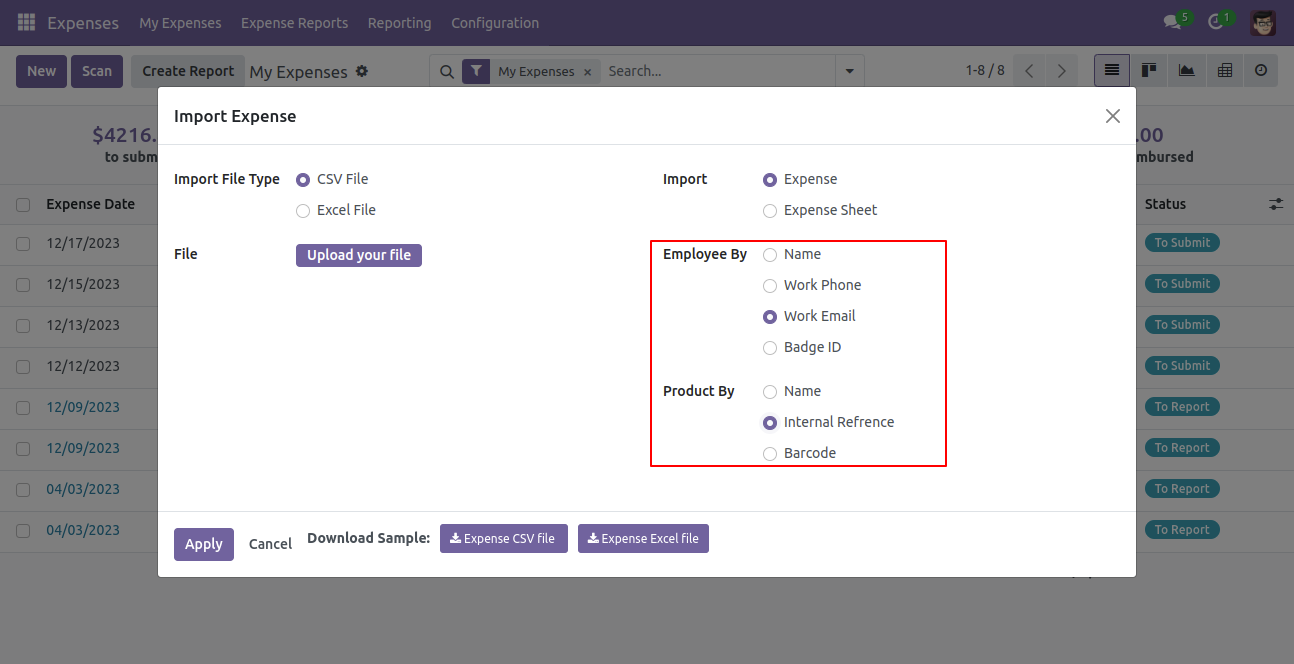 Expenses My Expenses Expense Reports Reporting Configuration 5 1
New Scan Create Report My Expenses My Expenses × Search... 1-8 / 8
Import Expense
$4216. .00
to subm mbursed
Import File Type CSV File Import Expense
Excel File Expense Sheet
Expense Date Status
12/17/2023 To Submit
File Upload your file Employee By Name
12/15/2023 Work Phone To Submit
12/13/2023 Work Email To Submit
Badge ID
12/12/2023 To Submit
Product By Name
12/09/2023 To Report
Internal Refrence
12/09/2023 Barcode To Report
04/03/2023 To Report
04/03/2023 To Report
Apply Cancel Download Sample: Expense CSV file Expense Excel file